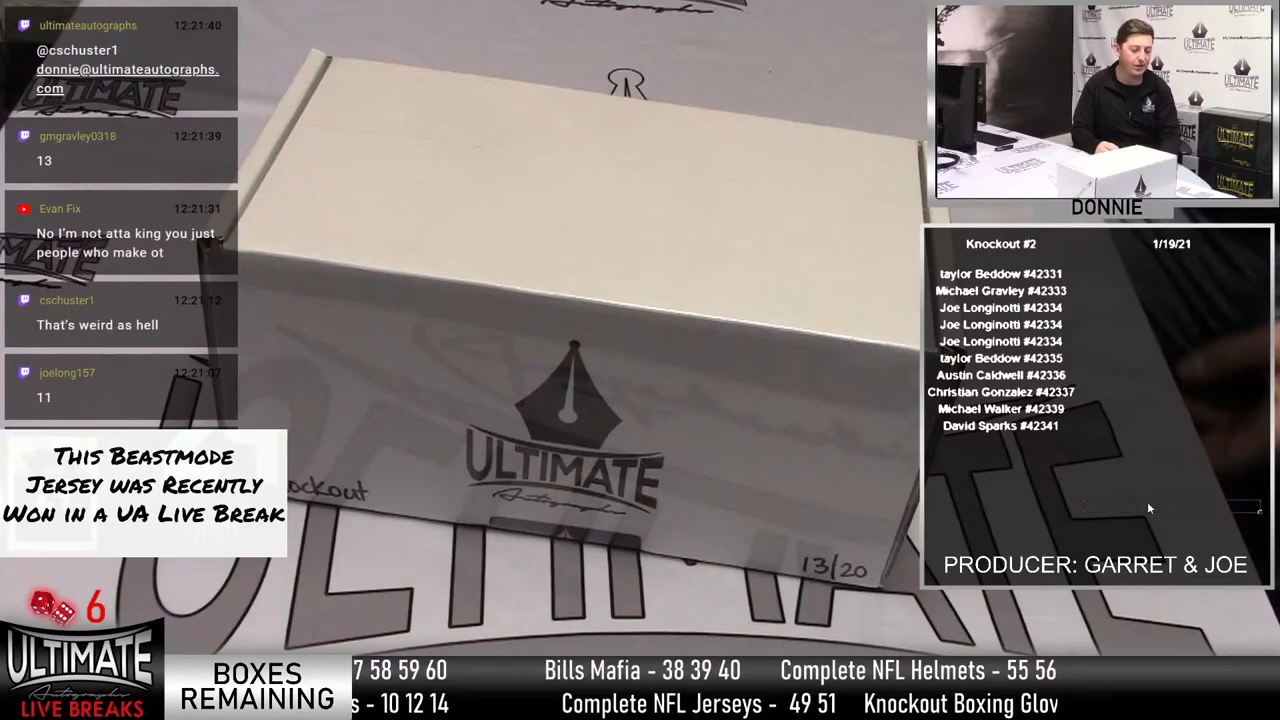 ultimateautographs 12:21:40
@cschuster1
donnie@ultimateautographs.
com
gmgravley0318 12:21:39
13
Evan Fix 12:21:31
No I'm not atta king you just
people who make ot
cschuster1 12:21:12
That's weird as hell
joelong157 12:21:07
11
This Beastmode
Jersey was Recently
Won in a UA Live Break
6
ULTIMATE
Autographs
LIVE BREAKS
BOXES
REMAINING
7 58 59 60 Bills Mafia - 38 39 40 Complete NFL Helmets - 55 56
s - 10 12 14 Complete NFL Jerseys - 49 51 Knockout Boxing Glov
ULTIMATE
Autographs
ockout
13/20
DONNIE
Knockout #2 1/19/21
taylor Beddow #42331
Michael Gravley #42333
Joe Longinotti #42334
Joe Longinotti #42334
Joe Longinotti #42334
taylor Beddow #42335
Austin Caldwell #42336
Christian Gonzalez #42337
Michael Walker #42339
David Sparks #42341
PRODUCER: GARRET & JOE